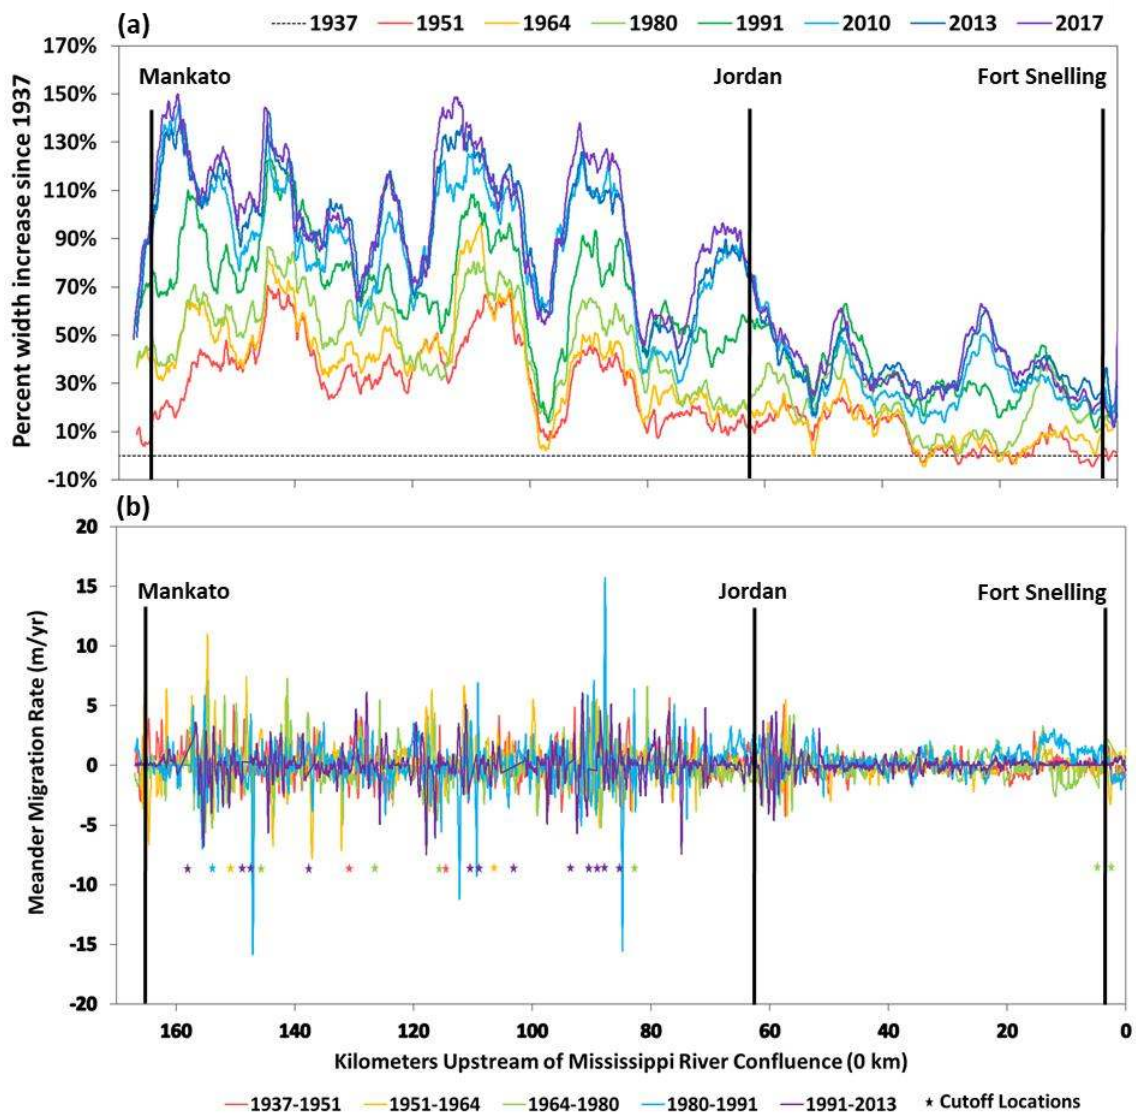 (a) 1937 1951 1964 1980 1991 2010 2013 2017
170%
150%
130%
110%
90%
70%
50%
30%
10%
-10%
Percent width increase since 1937
Mankato Jordan Fort Snelling
(b)
20
15
10
5
0
-5
-10
-15
-20
Meander Migration Rate (m/yr)
Mankato Jordan Fort Snelling
160 140 120 100 80 60 40 20 0
Kilometers Upstream of Mississippi River Confluence (0 km)
1937-1951 1951-1964 1964-1980 1980-1991 1991-2013 Cutoff Locations